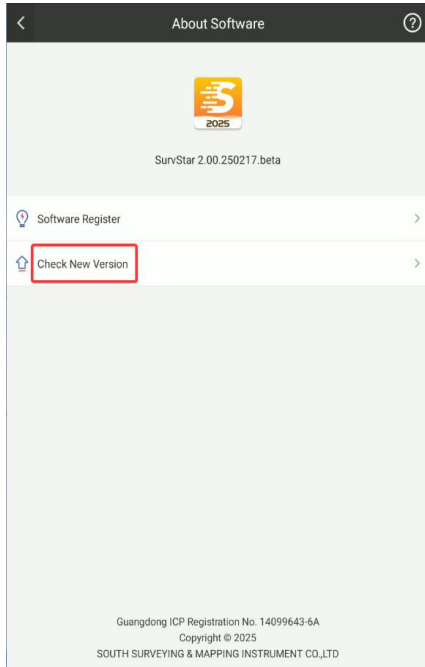 About Software
?
S
2025
SurvStar 2.00.250217.beta
Software Register
Check New Version
Guangdong ICP Registration No. 14099643-6A
Copyright © 2025
SOUTH SURVEYING & MAPPING INSTRUMENT CO.,LTD